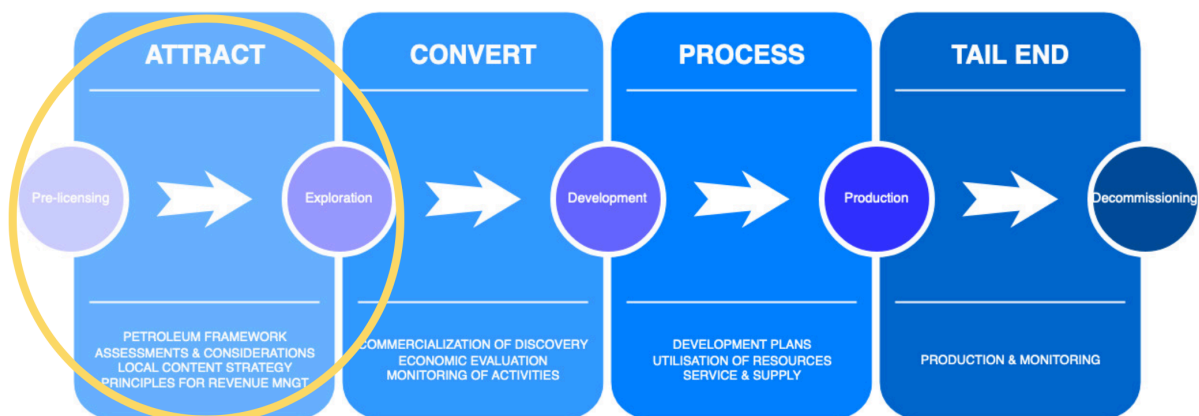 ATTRACT
CONVERT
PROCESS
TAIL END
Pre-licensing
Exploration
Development
Production
Decommissioning
PETROLEUM FRAMEWORK
ASSESSMENTS & CONSIDERATIONS
LOCAL CONTENT STRATEGY
PRINCIPLES FOR REVENUE MNGT.
COMMERCIALIZATION OF DISCOVERY
ECONOMIC EVALUATION
MONITORING OF ACTIVITIES
DEVELOPMENT PLANS
UTILISATION OF RESOURCES
SERVICE & SUPPLY
PRODUCTION & MONITORING